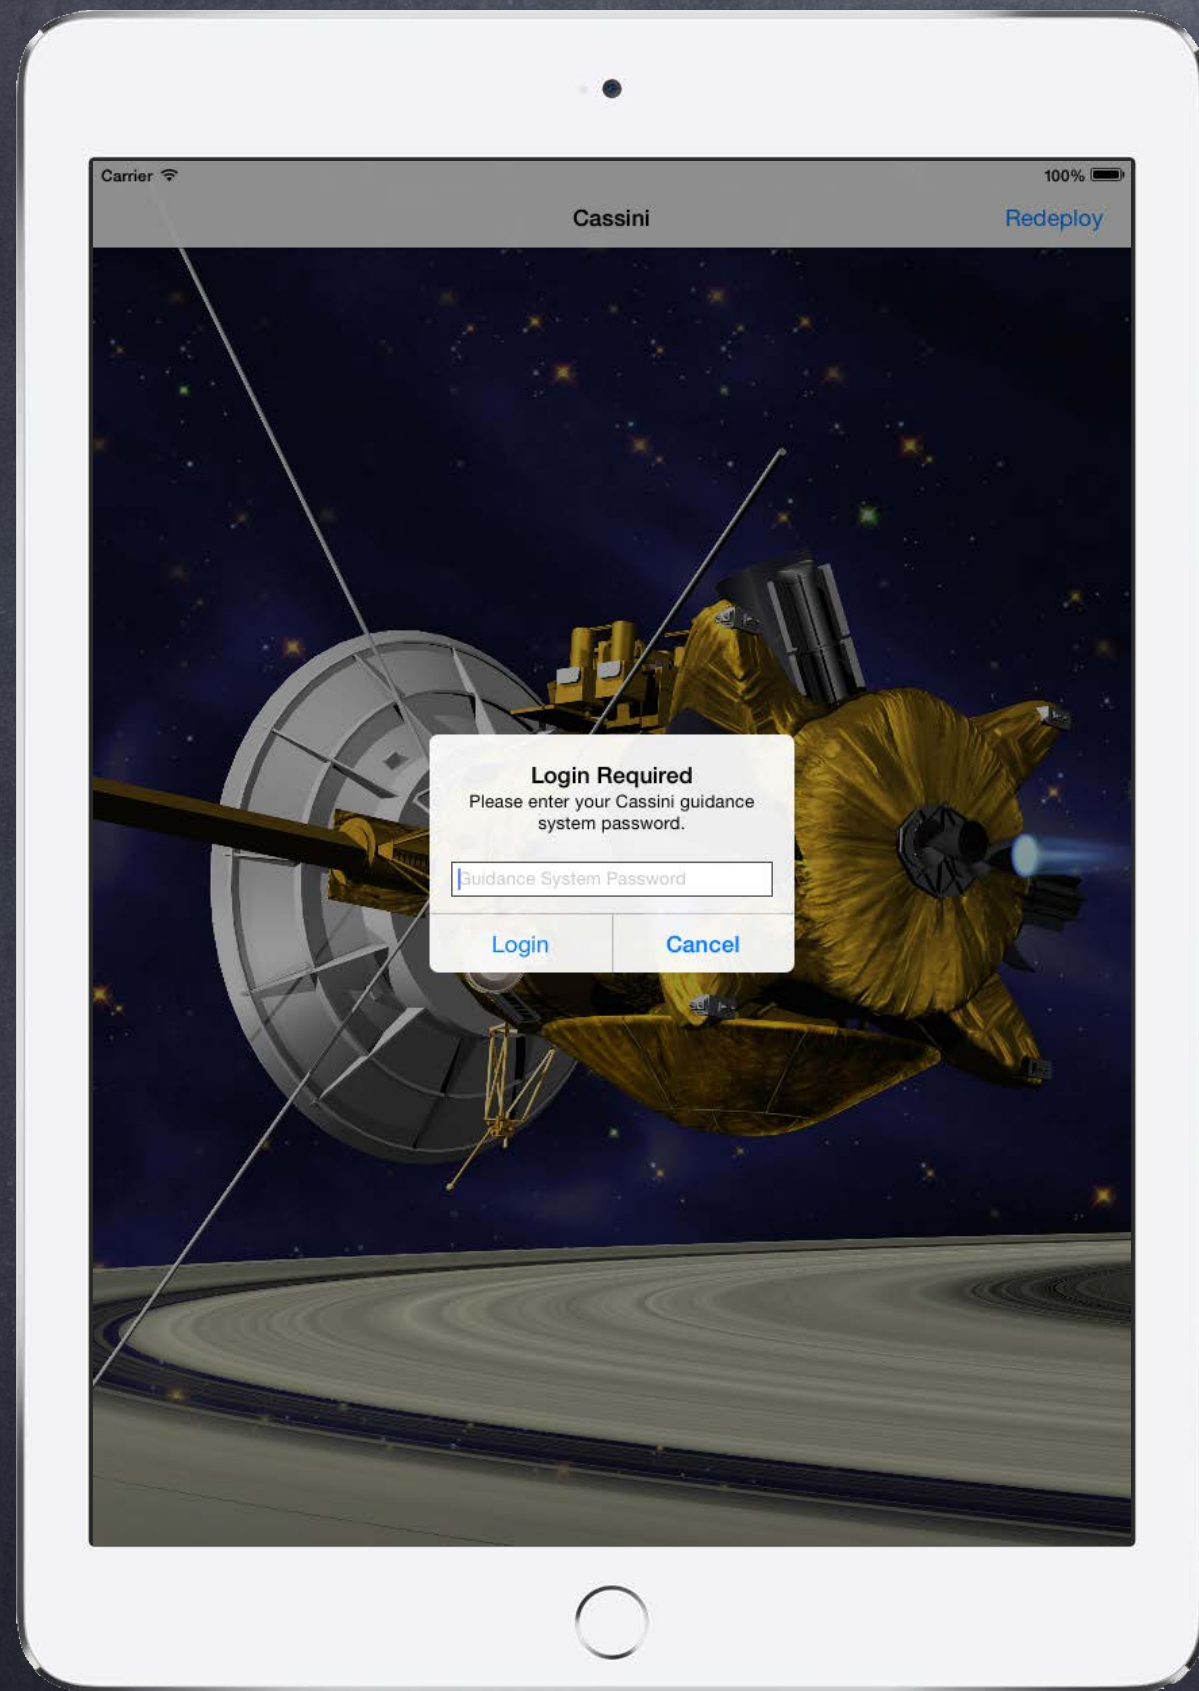 Carrier
100%
Cassini
Redeploy
Login Required
Please enter your Cassini guidance
system password.
Guidance System Password
Login
Cancel